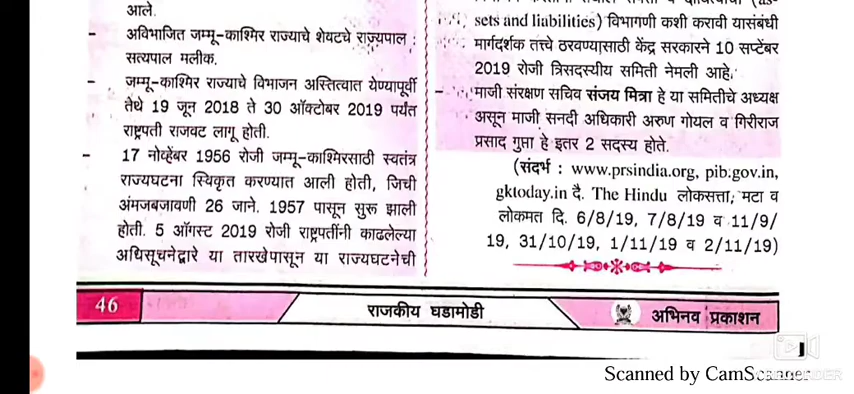 आले.
- अविभाजित जम्मू-काश्मिर राज्याचे शेयटचे राज्यपाल :
सत्यपाल मलीक.
- जम्मू-काश्मिर राज्याचे विभाजन अस्तित्वात येण्यापूर्वी
तेथे 19 जून 2018 ते 30 ऑक्टोबर 2019 पर्यंत
राष्ट्रपती राजवट लागू होती.
- 17 नोव्हेंबर 1956 रोजी जम्मू-काश्मिरसाठी स्वतंत्र
राज्यघटना स्विकृत करण्यात आली होती, जिची
अंमजबजावणी 26 जाने. 1957 पासून सुरू झाली
होती. 5 ऑगस्ट 2019 रोजी राष्ट्रपतींनी काढलेल्या
अधिसूचनेद्वारे या तारखेपासून या राज्यघटनेची
sets and liabilities) विभागणी कशी करावी यासंबंधी
मार्गदर्शक तत्त्वे ठरवण्यासाठी केंद्र सरकारने 10 सप्टेंबर
2019 रोजी त्रिसदस्यीय समिती नेमली आहे.
- माजी संरक्षण सचिव संजय मित्रा हे या समितीचे अध्यक्ष
असून माजी सनदी अधिकारी अरुण गोयल व गिरीराज
प्रसाद गुप्ता हे इतर 2 सदस्य होते.
(संदर्भ : www.prsindia.org, pib.gov.in,
gktoday.in दै. The Hindu लोकसत्ता, मटा व
लोकमत दि. 6/8/19, 7/8/19 व 11/9/
19, 31/10/19, 1/11/19 व 2/11/19)
46
राजकीय घडामोडी
अभिनव प्रकाशन
Scanned by CamScanner